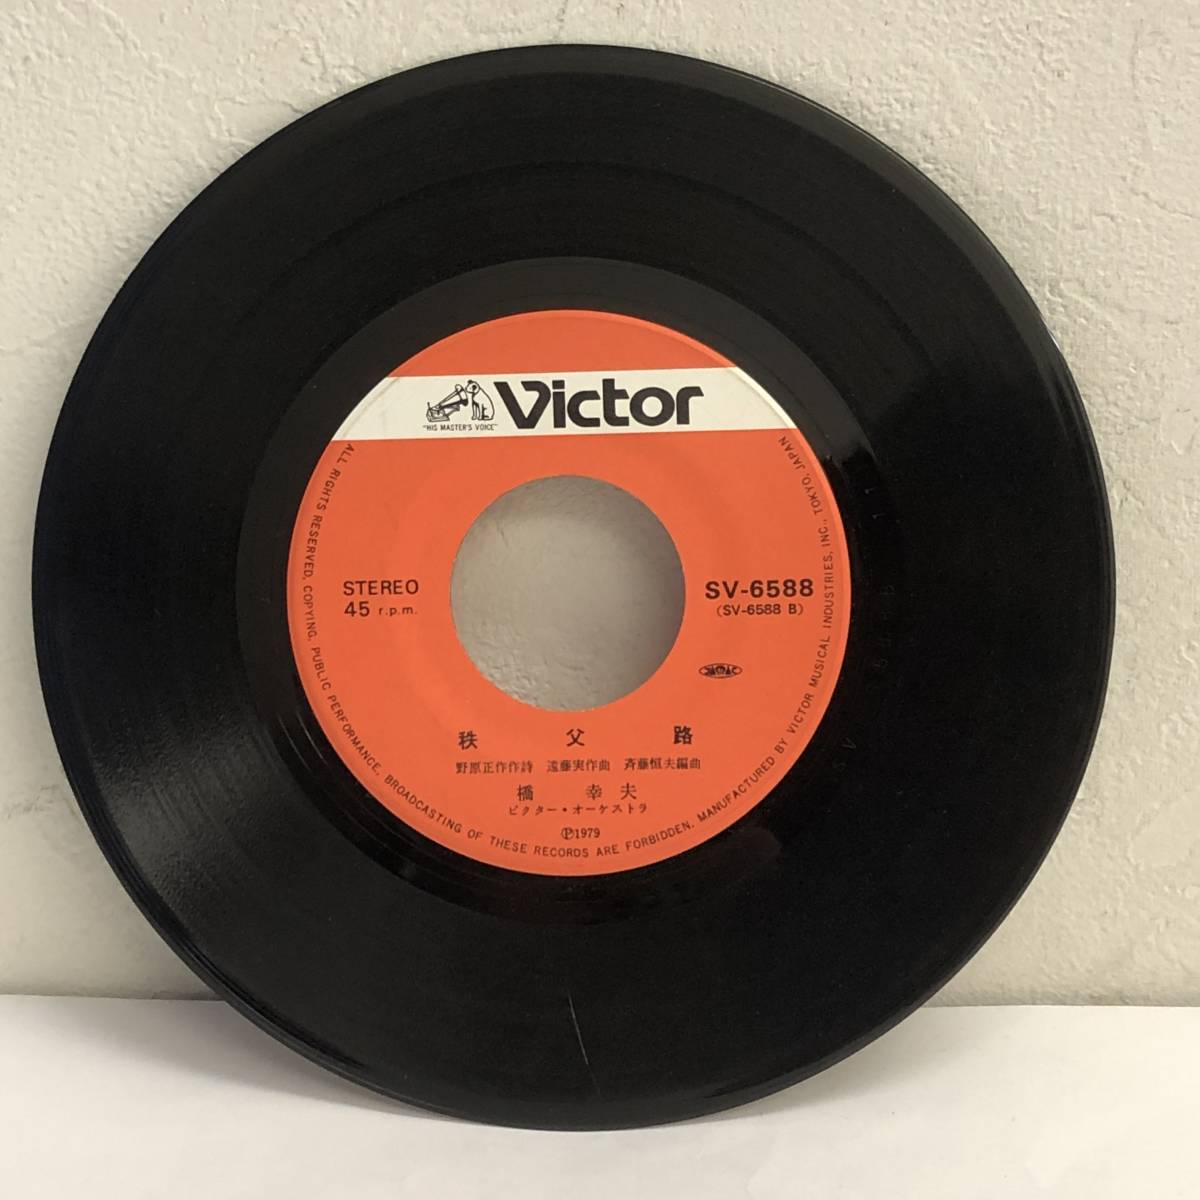 Victor
"HIS MASTER'S VOICE"
STEREO
45 r.p.m.
SV-6588
(SV-6588 B)
JASRAC
秩父路
野原正作作詩 遠藤実作曲 斉藤恒夫編曲
橋幸夫
ビクター・オーケストラ
Ⓟ1979
ALL RIGHTS RESERVED. COPYING, PUBLIC PERFORMANCE, BROADCASTING OF THESE RECORDS ARE FORBIDDEN. MANUFACTURED BY VICTOR MUSICAL INDUSTRIES, INC., TOKYO, JAPAN